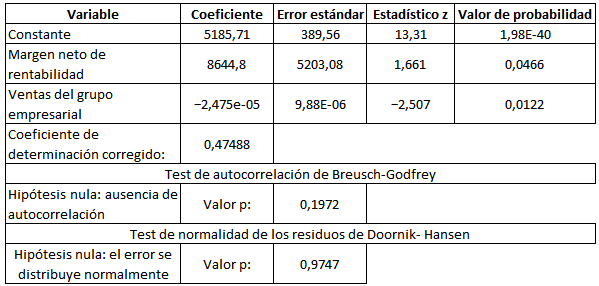 Variable Coeficiente Error estándar Estadístico z Valor de probabilidad
Constante 5185,71 389,56 13,31 1,98E-40
Margen neto de
rentabilidad 8644,8 5203,08 1,661 0,0466
Ventas del grupo
empresarial −2,475e-05 9,88E-06 −2,507 0,0122
Coeficiente de
determinación corregido: 0,47488
Test de autocorrelación de Breusch-Godfrey
Hipótesis nula: ausencia de
autocorrelación Valor p: 0,1972
Test de normalidad de los residuos de Doornik- Hansen
Hipótesis nula: el error se
distribuye normalmente Valor p: 0,9747